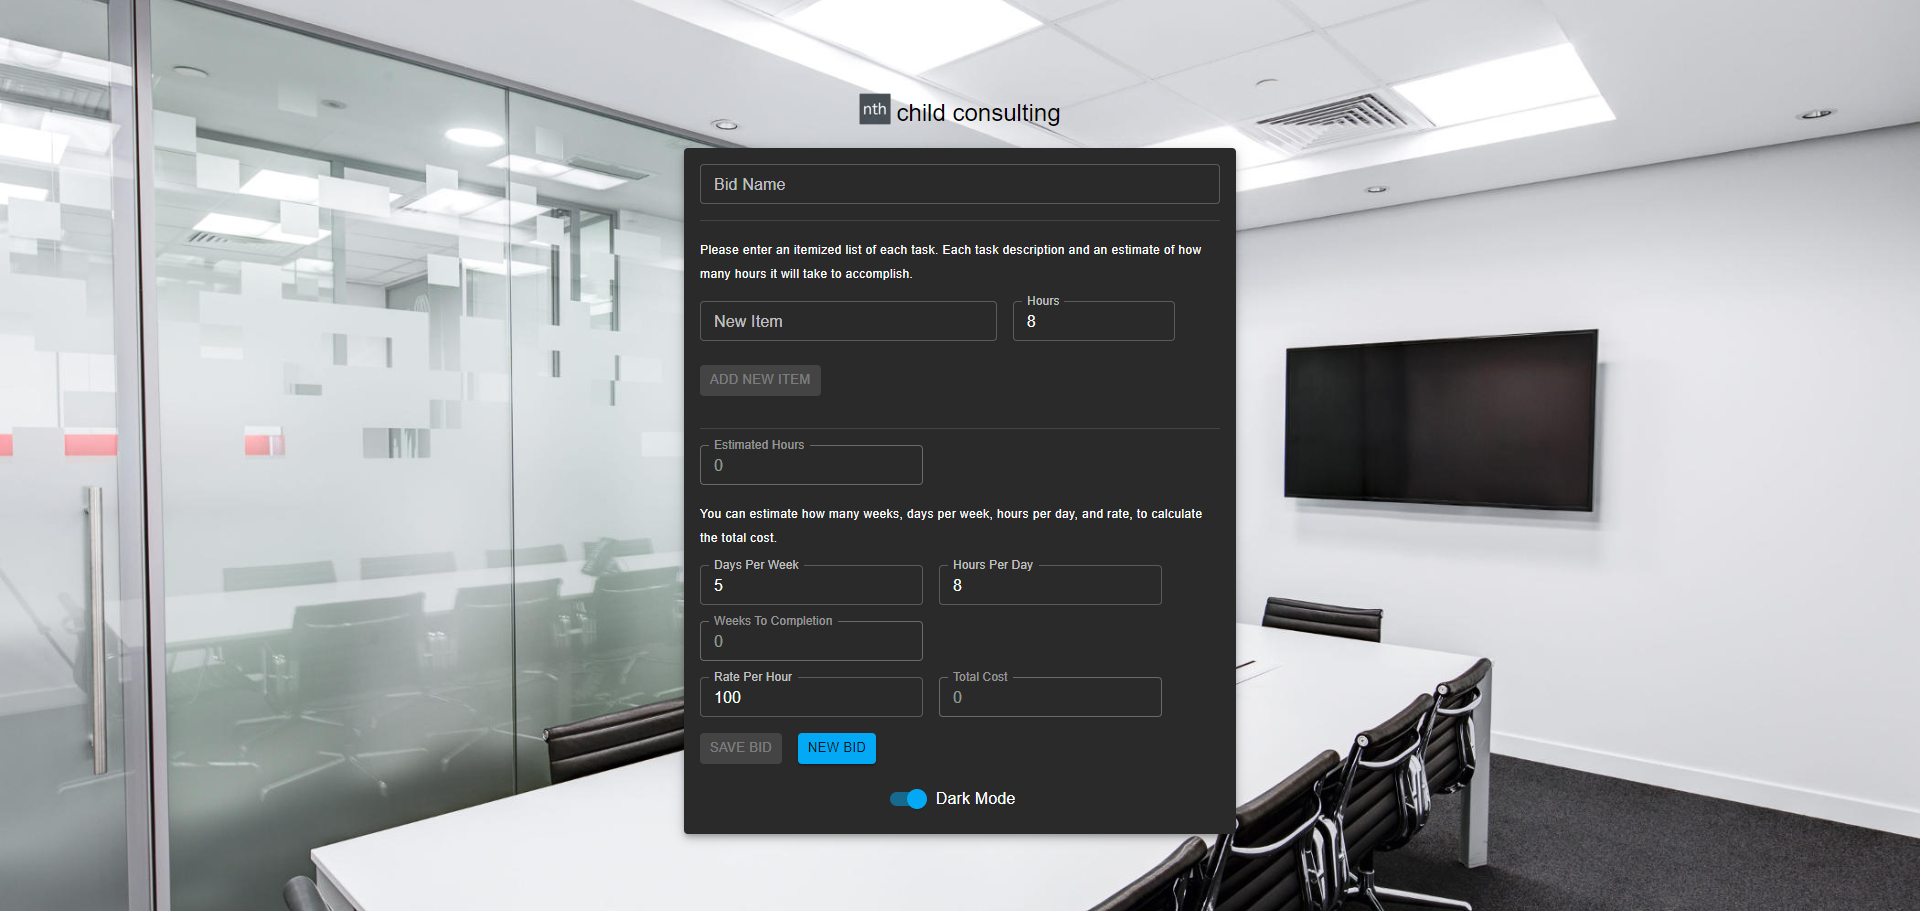 nth child consulting
Bid Name
Please enter an itemized list of each task. Each task description and an estimate of how
many hours it will take to accomplish.
Hours
New Item
8
ADD NEW ITEM
Estimated Hours
0
You can estimate how many weeks, days per week, hours per day, and rate, to calculate
the total cost.
Days Per Week
5
Hours Per Day
8
Weeks To Completion
0
Rate Per Hour
100
Total Cost
0
SAVE BID
NEW BID
Dark Mode